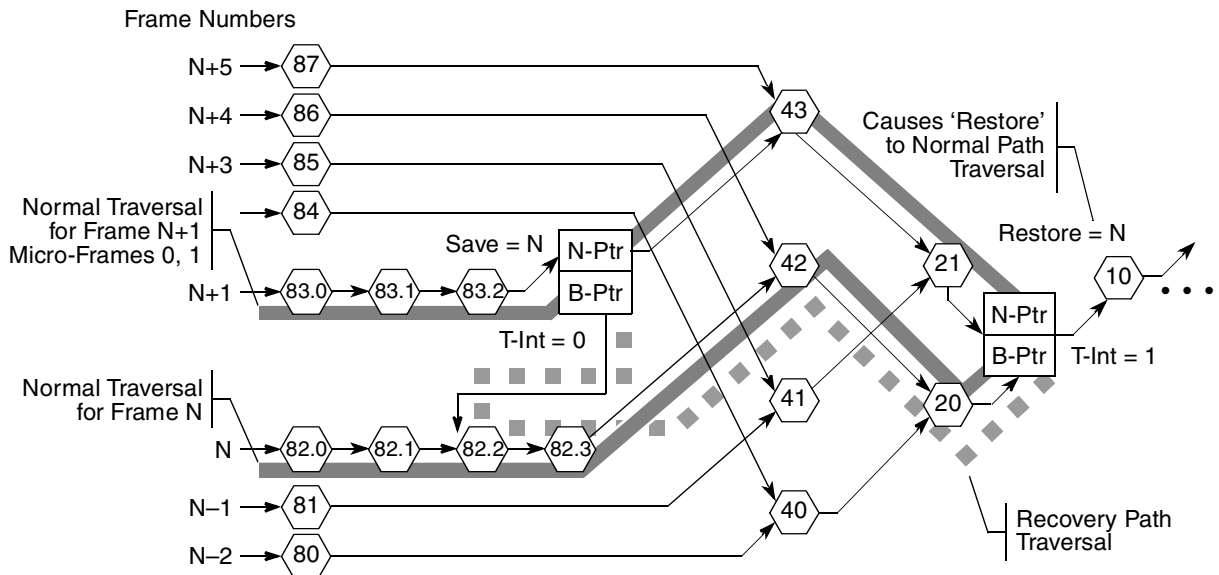 Frame Numbers
N+5
87
N+4
86
43
N+3
85
Causes ‘Restore’
to Normal Path
Traversal
84
Normal Traversal
for Frame N+1
Micro-Frames 0, 1
Save = N
N-Ptr
B-Ptr
42
21
Restore = N
10
N+1
83.0
83.1
83.2
N-Ptr
B-Ptr
T-Int = 0
T-Int = 1
• • •
Normal Traversal
for Frame N
41
20
N
82.0
82.1
82.2
82.3
N–1
81
40
Recovery Path
Traversal
N–2
80